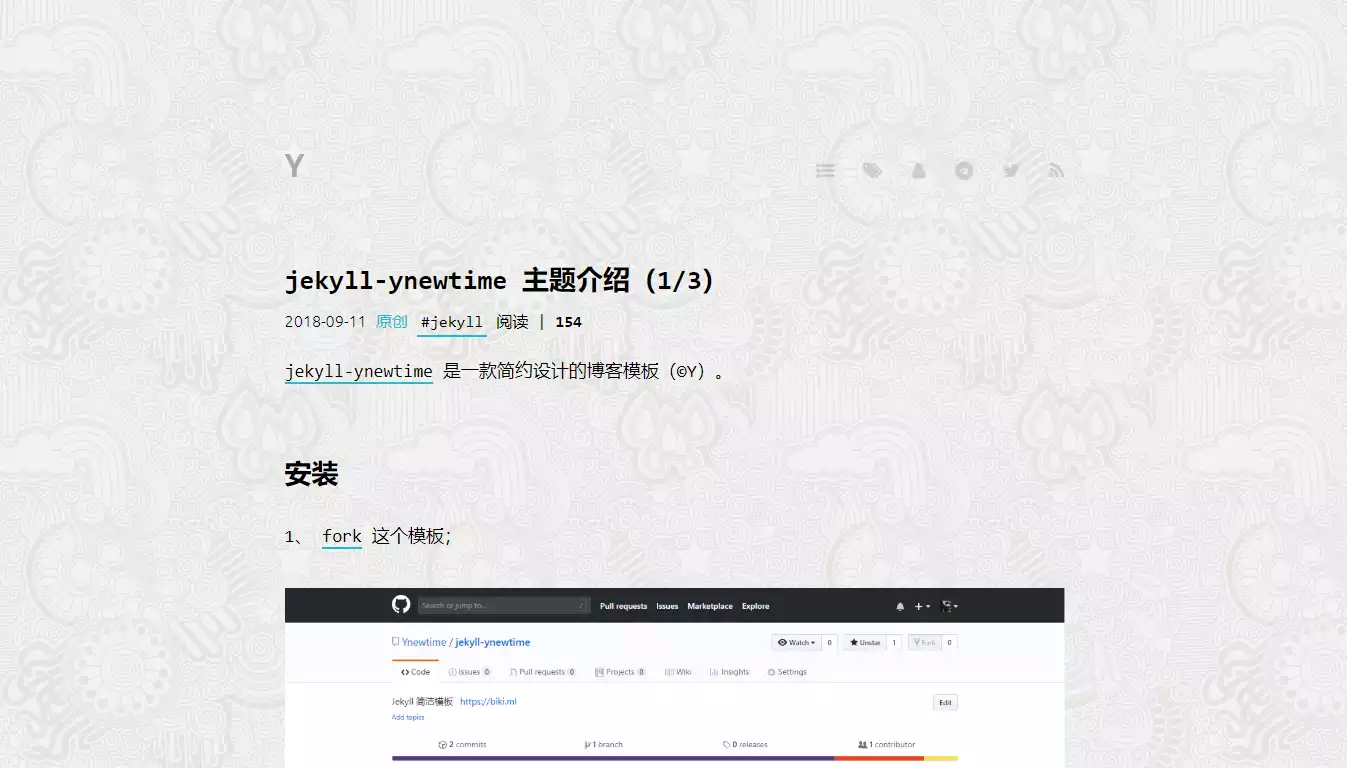 Y
jekyll-ynewtime 主题介绍（1/3）
2018-09-11 原创 #jekyll 阅读 | 154
jekyll-ynewtime 是一款简约设计的博客模板（©Y）。
安装
1、 fork 这个模板；
Search or jump to... / Pull requests Issues Marketplace Explore
Ynewtime / jekyll-ynewtime Watch 0 Unstar 1 Fork 0
Code Issues 0 Pull requests 0 Projects 0 Wiki Insights Settings
Jekyll 简洁模板 https://biki.ml Edit
Add topics
2 commits 1 branch 0 releases 1 contributor